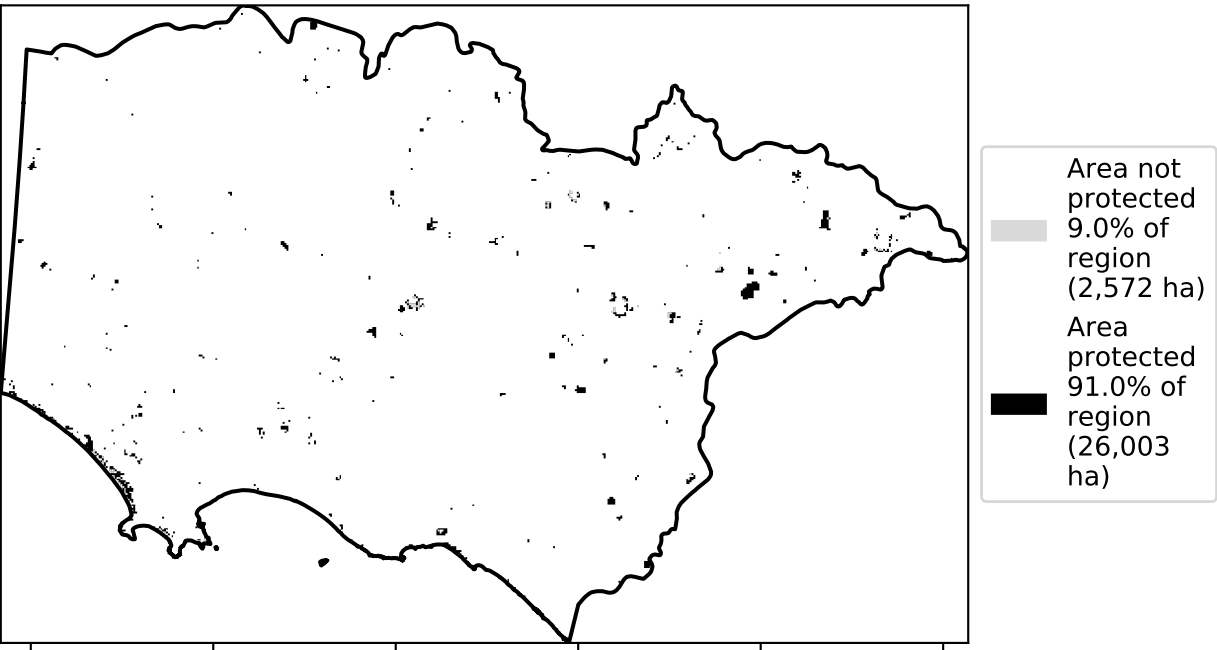 Area not
protected
9.0% of
region
(2,572 ha)
Area
protected
91.0% of
region
(26,003
ha)